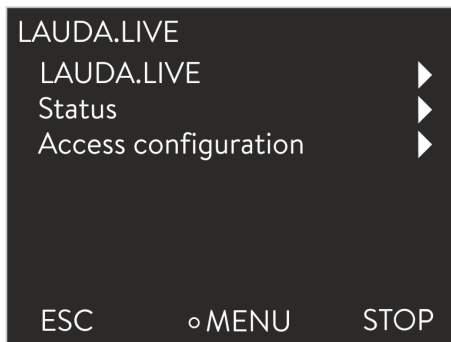 LAUDA.LIVE
LAUDA.LIVE
Status
Access configuration
ESC MENU STOP